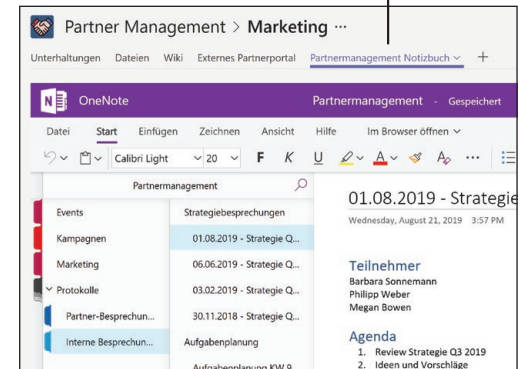 Partner Management > Marketing ···
Unterhaltungen Dateien Wiki Externes Partnerportal Partnermanagement Notizbuch +
N OneNote Partnermanagement - Gespeichert
Datei Start Einfügen Zeichnen Ansicht Hilfe Im Browser öffnen
Calibri Light 20 F K U A A ···
Partnermanagement
Events
Kampagnen
Marketing
Protokolle
Partner-Besprechun...
Interne Besprechun...
Strategiebesprechungen
01.08.2019 - Strategie Q...
06.06.2019 - Strategie Q...
03.02.2019 - Strategie Q...
30.11.2018 - Strategie Q...
Aufgabenplanung
Aufgabenplanung KW 9
01.08.2019 - Strategie
Wednesday, August 21, 2019 3:57 PM
Teilnehmer
Barbara Sonnemann
Philipp Weber
Megan Bowen
Agenda
1. Review Strategie Q3 2019
2. Ideen und Vorschläge